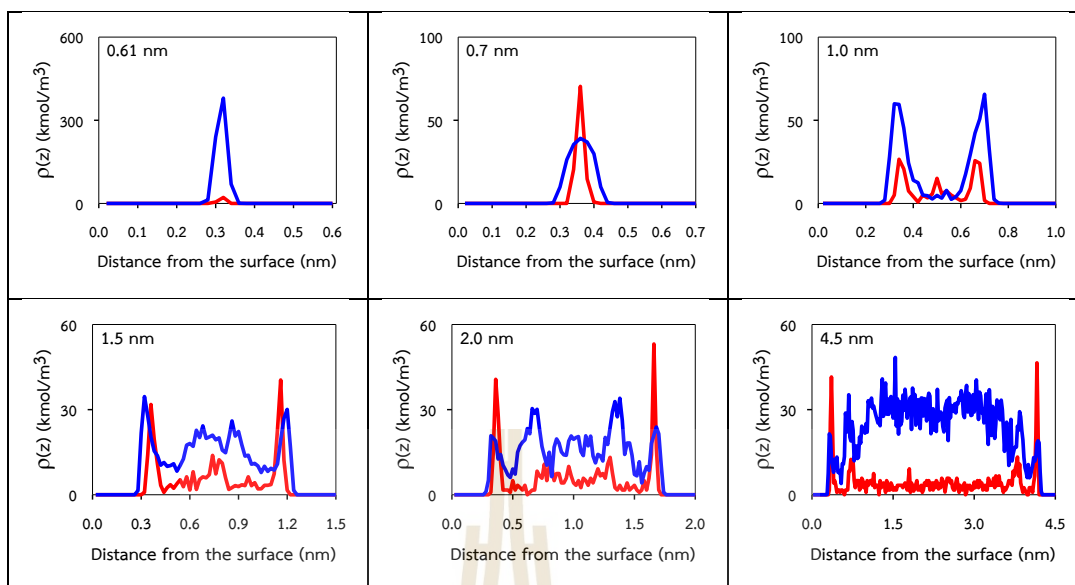 0.61 nm
ρ(z) (kmol/m³)
600
300
0
0.0 0.1 0.2 0.3 0.4 0.5 0.6
Distance from the surface (nm)
0.7 nm
ρ(z) (kmol/m³)
100
50
0
0.0 0.1 0.2 0.3 0.4 0.5 0.6 0.7
Distance from the surface (nm)
1.0 nm
ρ(z) (kmol/m³)
100
50
0
0.0 0.2 0.4 0.6 0.8 1.0
Distance from the surface (nm)
1.5 nm
ρ(z) (kmol/m³)
60
30
0
0.0 0.3 0.6 0.9 1.2 1.5
Distance from the surface (nm)
2.0 nm
ρ(z) (kmol/m³)
60
30
0
0.0 0.5 1.0 1.5 2.0
Distance from the surface (nm)
4.5 nm
ρ(z) (kmol/m³)
60
30
0
0.0 1.5 3.0 4.5
Distance from the surface (nm)